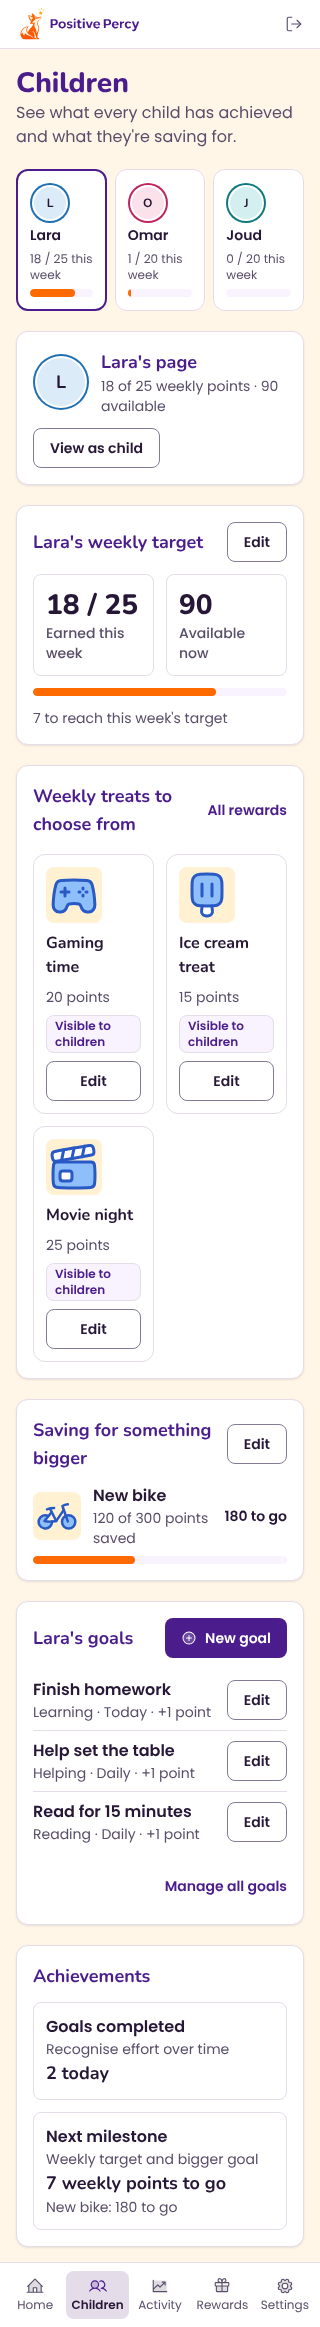 Positive Percy
Children
See what every child has achieved
and what they're saving for.
L
Lara
18 / 25 this
week
O
Omar
1 / 20 this
week
J
Joud
0 / 20 this
week
L
Lara's page
18 of 25 weekly points · 90
available
View as child
Lara's weekly target
Edit
18 / 25
Earned this
week
90
Available
now
7 to reach this week's target
Weekly treats to
choose from
All rewards
Gaming
time
20 points
Visible to
children
Edit
Ice cream
treat
15 points
Visible to
children
Edit
Movie night
25 points
Visible to
children
Edit
Saving for something
bigger
Edit
New bike
120 of 300 points
saved
180 to go
Lara's goals
New goal
Finish homework
Learning · Today · +1 point
Edit
Help set the table
Helping · Daily · +1 point
Edit
Read for 15 minutes
Reading · Daily · +1 point
Edit
Manage all goals
Achievements
Goals completed
Recognise effort over time
2 today
Next milestone
Weekly target and bigger goal
7 weekly points to go
New bike: 180 to go
Home
Children
Activity
Rewards
Settings